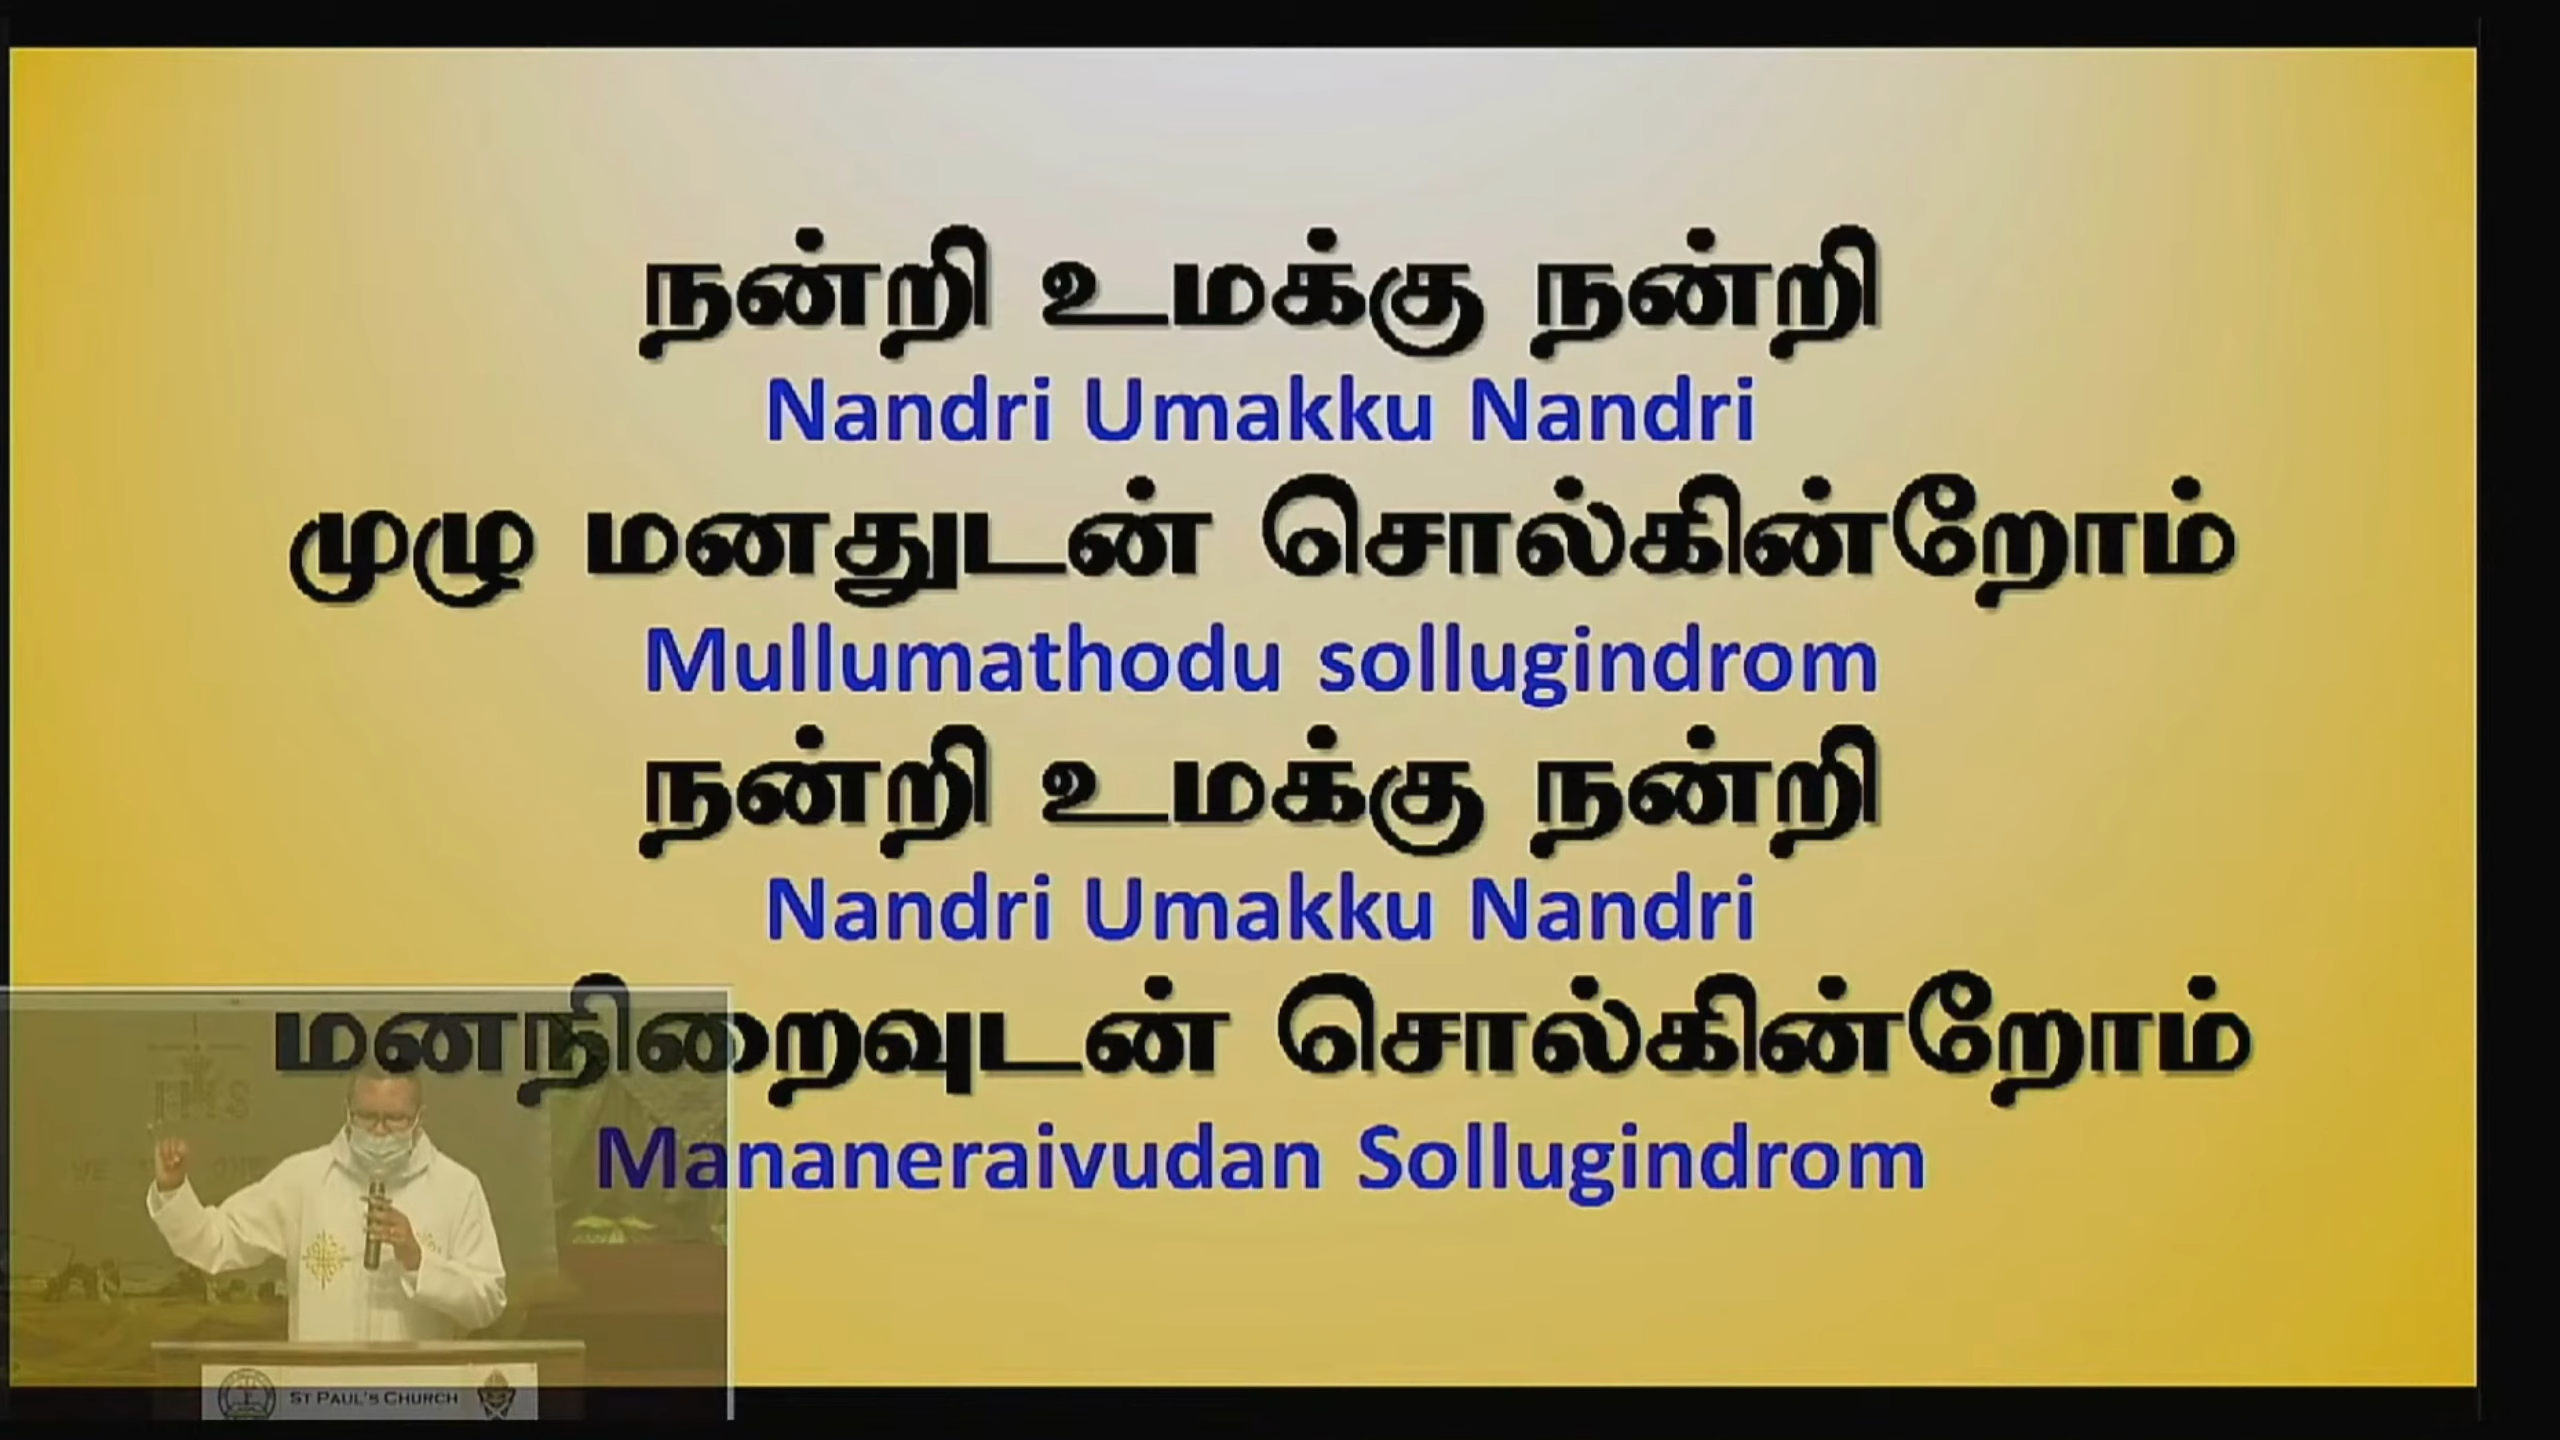 நன்றி உமக்கு நன்றி
Nandri Umakku Nandri
முழு மனதுடன் சொல்கின்றோம்
Mullumathodu sollugindrom
நன்றி உமக்கு நன்றி
Nandri Umakku Nandri
மனநிறைவுடன் சொல்கின்றோம்
Mananeraivudan Sollugindrom
IHS
ST PAUL'S CHURCH